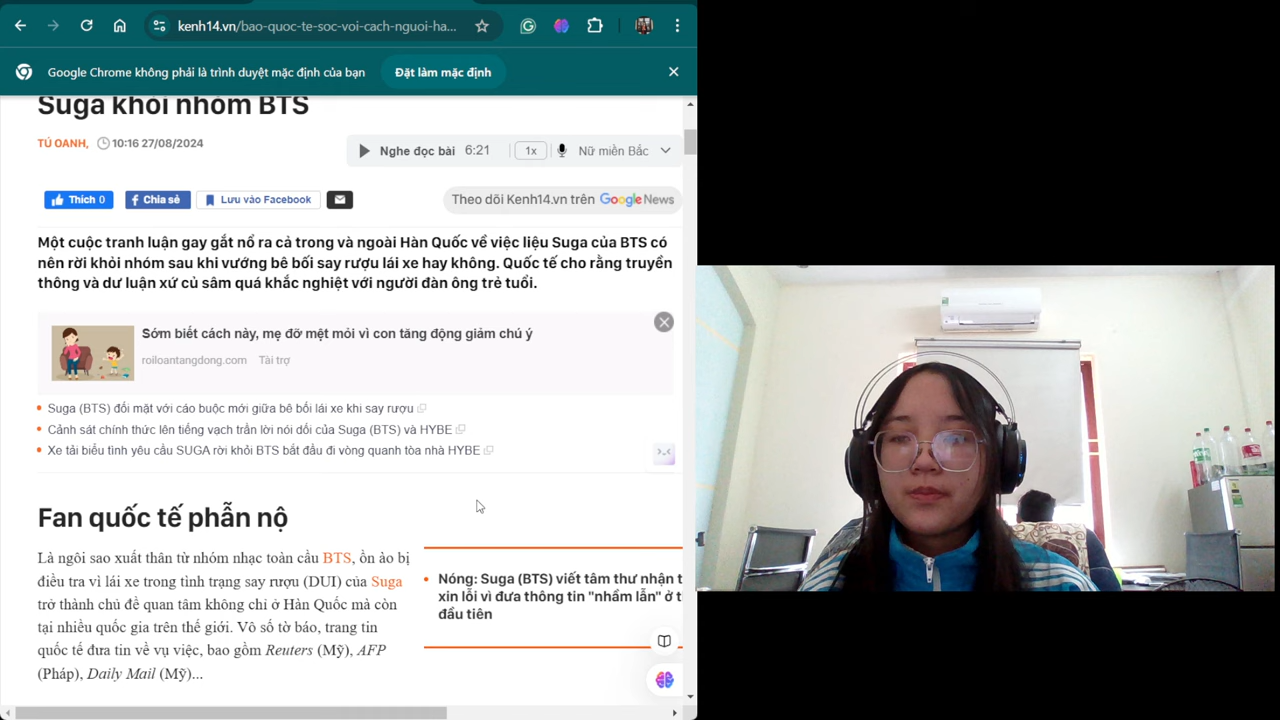 kenh14.vn/bao-quoc-te-soc-voi-cach-nguoi-ha...
Google Chrome không phải là trình duyệt mặc định của bạn
Đặt làm mặc định
Suga khỏi nhóm BTS
TÚ OANH, 10:16 27/08/2024
Nghe đọc bài 6:21 1x Nữ miền Bắc
Thích 0 Chia sẻ Lưu vào Facebook
Theo dõi Kenh14.vn trên Google News
Một cuộc tranh luận gay gắt nổ ra cả trong và ngoài Hàn Quốc về việc liệu Suga của BTS có
nên rời khỏi nhóm sau khi vướng bê bối say rượu lái xe hay không. Quốc tế cho rằng truyền
thông và dư luận xứ củ sâm quá khắc nghiệt với người đàn ông trẻ tuổi.
Sớm biết cách này, mẹ đỡ mệt mỏi vì con tăng động giảm chú ý
roiloantangdong.com Tài trợ
Suga (BTS) đối mặt với cáo buộc mới giữa bê bối lái xe khi say rượu
Cảnh sát chính thức lên tiếng vạch trần lời nói dối của Suga (BTS) và HYBE
Xe tải biểu tình yêu cầu SUGA rời khỏi BTS bắt đầu đi vòng quanh tòa nhà HYBE
Fan quốc tế phẫn nộ
Là ngôi sao xuất thân từ nhóm nhạc toàn cầu BTS, ồn ào bị
điều tra vì lái xe trong tình trạng say rượu (DUI) của Suga
trở thành chủ đề quan tâm không chỉ ở Hàn Quốc mà còn
tại nhiều quốc gia trên thế giới. Vô số tờ báo, trang tin
quốc tế đưa tin về vụ việc, bao gồm Reuters (Mỹ), AFP
(Pháp), Daily Mail (Mỹ)...
Nóng: Suga (BTS) viết tâm thư nhận t
xin lỗi vì đưa thông tin "nhầm lẫn" ở t
đầu tiên